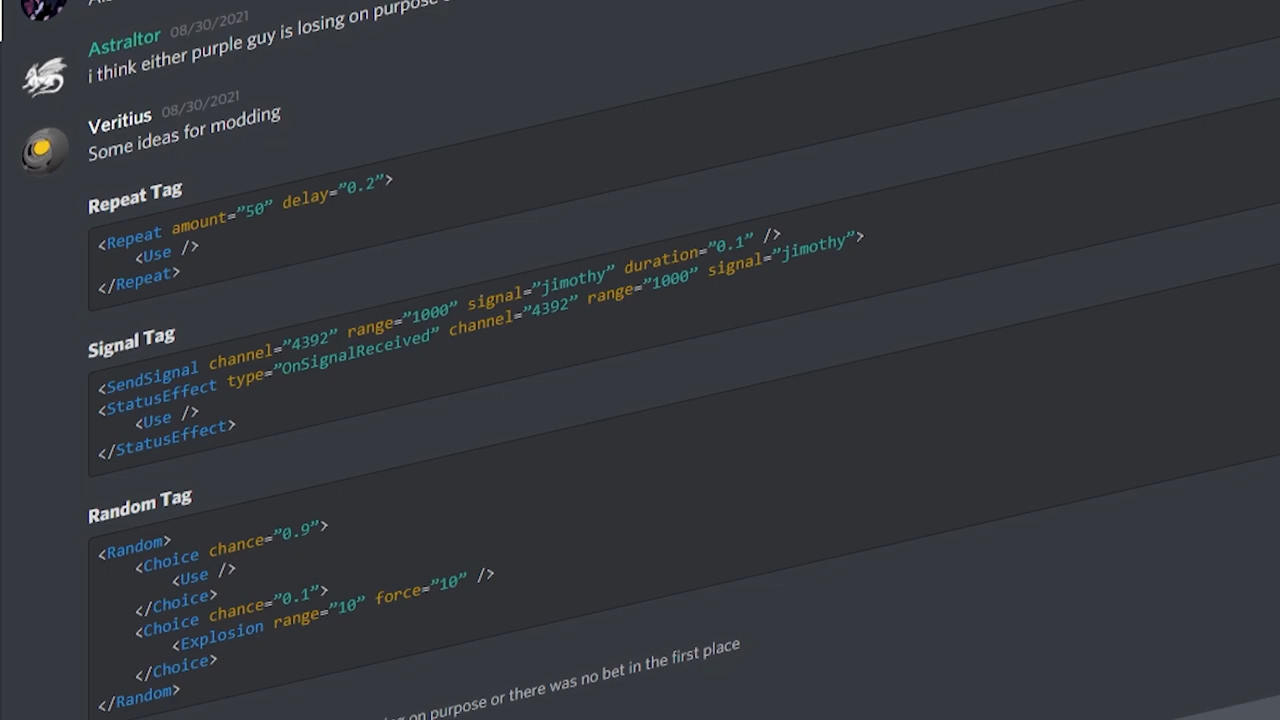 Astraltor 08/30/2021
i think either purple guy is losing on purpose
Veritius 08/30/2021
Some ideas for modding
Repeat Tag
<Repeat amount=”50” delay=”0.2”>
<Use />
</Repeat>
Signal Tag
<SendSignal channel=”4392” range=”1000” signal=”jimothy” duration=”0.1” />
<StatusEffect type=”OnSignalReceived” channel=”4392” range=”1000” signal=”jimothy”>
<Use />
</StatusEffect>
Random Tag
<Random>
<Choice chance=”0.9”>
<Use />
</Choice>
<Choice chance=”0.1”>
<Explosion range=”10” force=”10” />
</Choice>
</Random>
on purpose or there was no bet in the first place